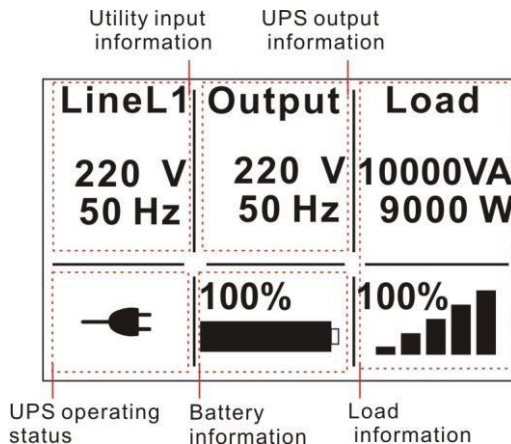 Utility input
information
UPS output
information
LineL1
220 V
50 Hz
Output
220 V
50 Hz
Load
10000VA
9000 W
100%
100%
UPS operating
status
Battery
information
Load
information